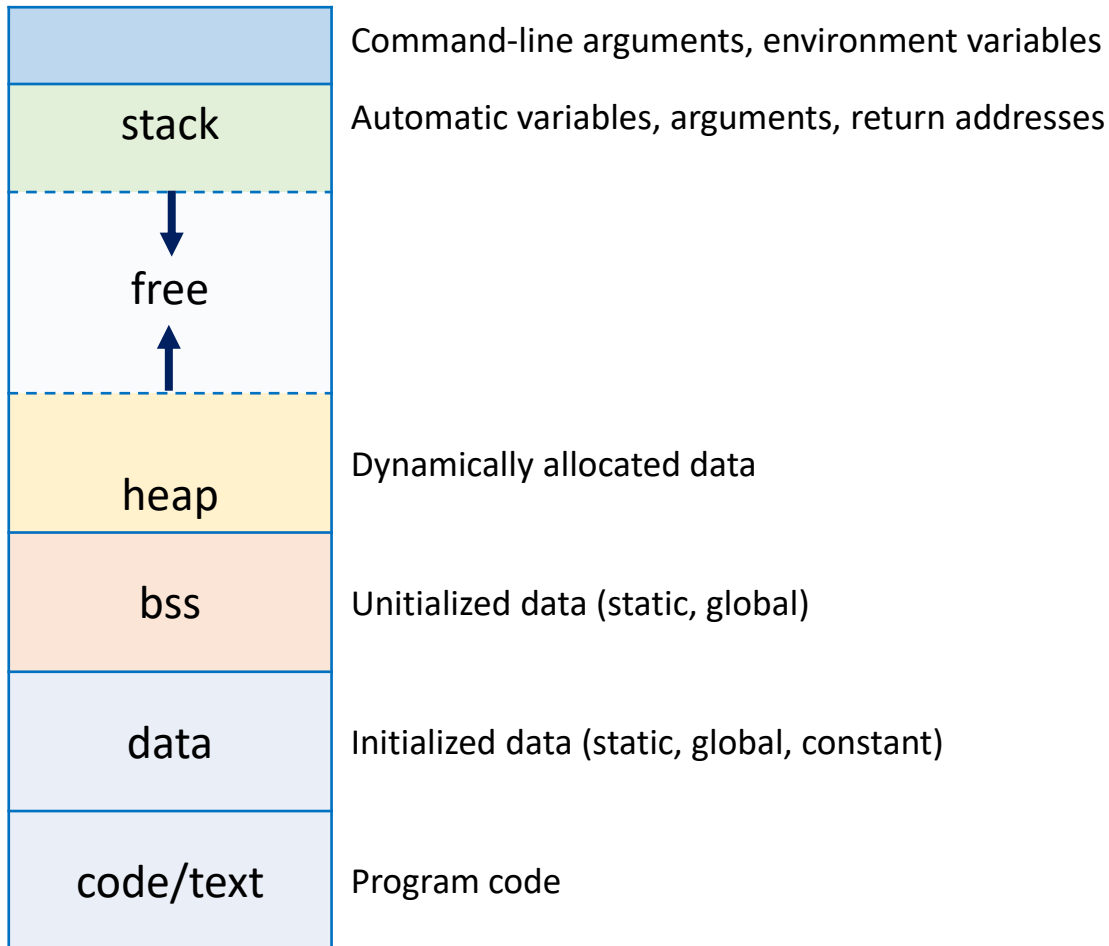 Command-line arguments, environment variables
stack
Automatic variables, arguments, return addresses
free
heap
Dynamically allocated data
bss
Unitialized data (static, global)
data
Initialized data (static, global, constant)
code/text
Program code